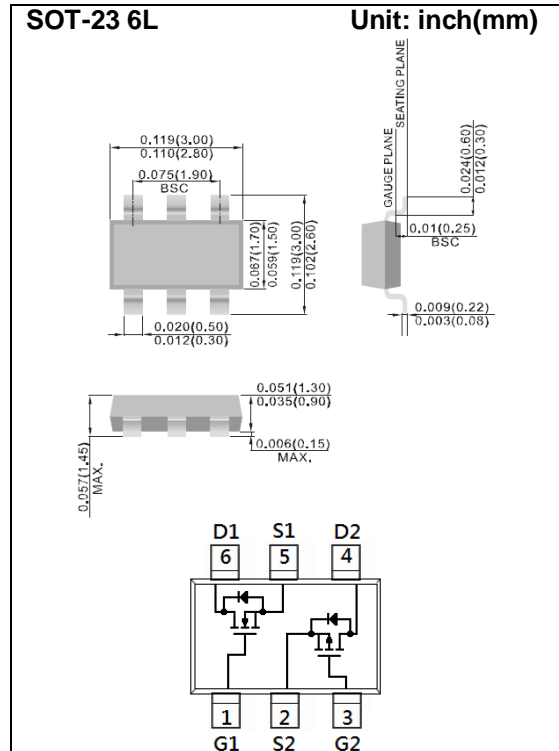 SOT-23 6L Unit: inch(mm)
SEATING PLANE
GAUGE PLANE
0.024(0.60)
0.012(0.30)
0.119(3.00)
0.110(2.80)
0.075(1.90)
BSC
0.067(1.70)
0.059(1.50)
0.119(3.00)
0.102(2.60)
0.01(0.25)
BSC
0.020(0.50)
0.012(0.30)
0.009(0.22)
0.003(0.08)
0.051(1.30)
0.035(0.90)
0.057(1.45)
MAX.
0.006(0.15)
MAX.
D1 S1 D2
6 5 4
1 2 3
G1 S2 G2